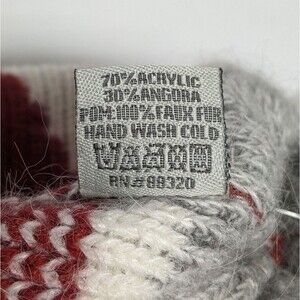 70% ACRYLIC
30% ANGORA
POM:100% FAUX FUR
HAND WASH COLD
RN# 89320